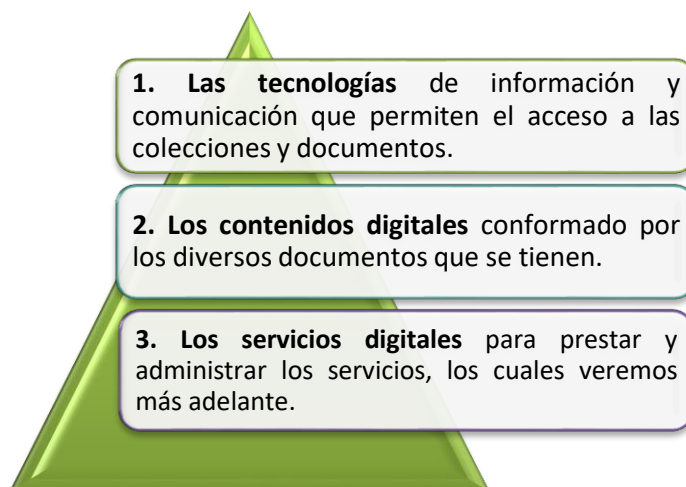 1. Las tecnologías de información y
comunicación que permiten el acceso a las
colecciones y documentos.
2. Los contenidos digitales conformado por
los diversos documentos que se tienen.
3. Los servicios digitales para prestar y
administrar los servicios, los cuales veremos
más adelante.